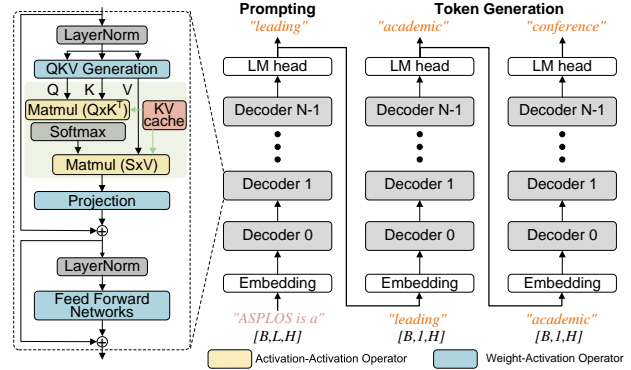 Prompting
Token Generation
"leading"
"academic"
"conference"
LayerNorm
QKV Generation
Q
K
V
Matmul (QxK^T)
KV
cache
Softmax
Matmul (SxV)
Projection
LayerNorm
Feed Forward
Networks
LM head
LM head
LM head
Decoder N-1
Decoder N-1
Decoder N-1
Decoder 1
Decoder 1
Decoder 1
Decoder 0
Decoder 0
Decoder 0
Embedding
Embedding
Embedding
"ASPLOS is a"
"leading"
"academic"
[B,L,H]
[B,1,H]
[B,1,H]
Activation-Activation Operator
Weight-Activation Operator